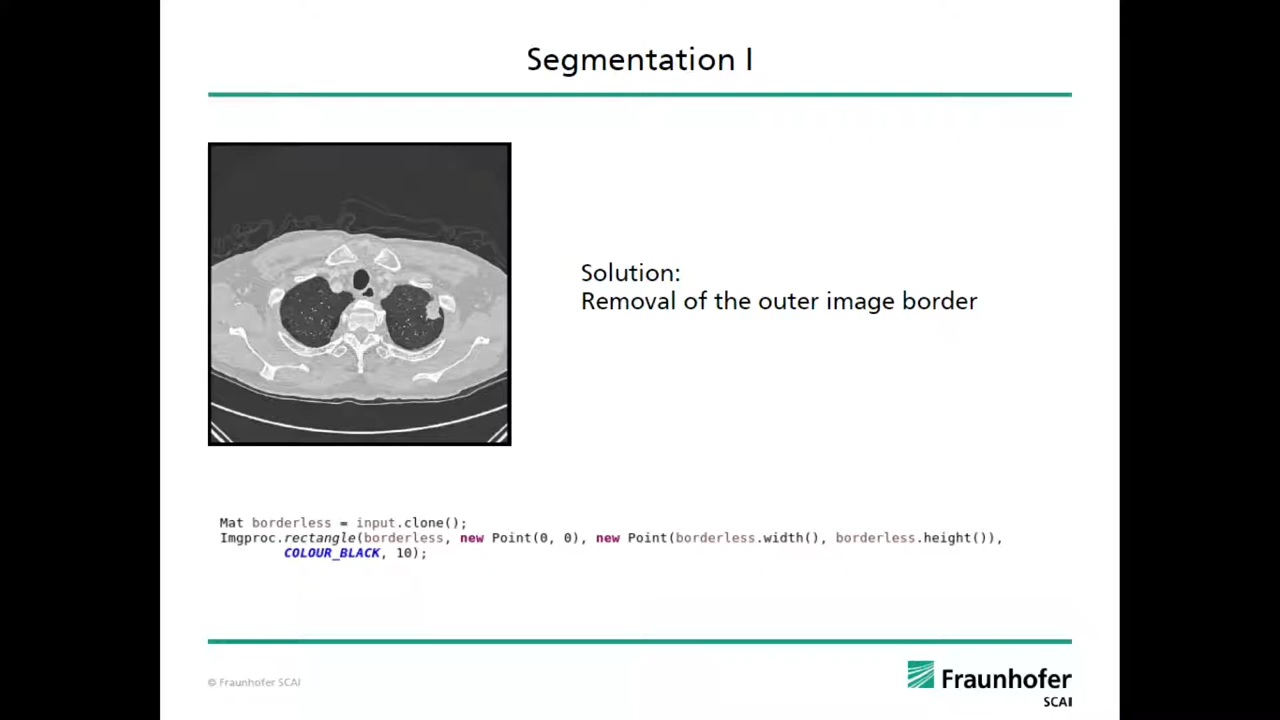 Segmentation I
Solution:
Removal of the outer image border
Mat borderless = input.clone();
Imgproc.rectangle(borderless, new Point(0, 0), new Point(borderless.width(), borderless.height()),
COLOUR_BLACK, 10);
© Fraunhofer SCAI
Fraunhofer
SCAI